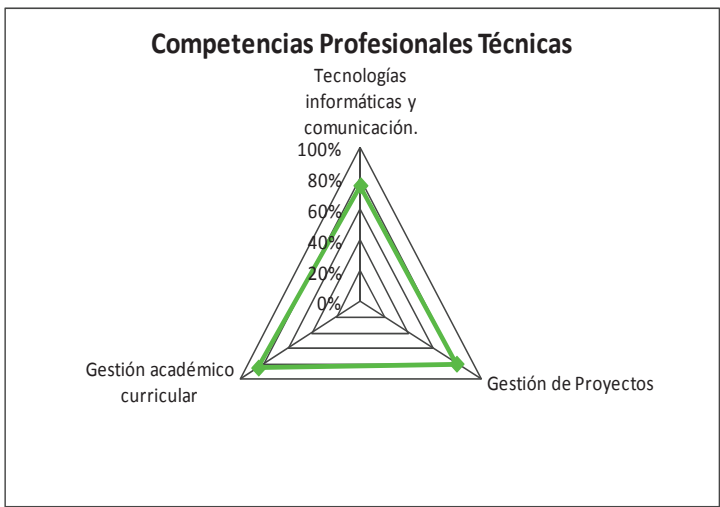 Competencias Profesionales Técnicas
Tecnologías
informáticas y
comunicación.
100%
80%
60%
40%
20%
0%
Gestión académico
curricular
Gestión de Proyectos